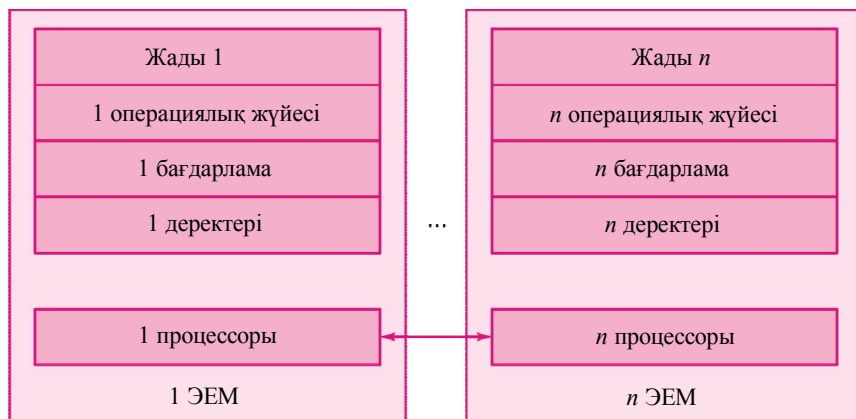 Жады 1
1 операциялық жүйесі
1 бағдарлама
1 деректері
1 процессоры
1 ЭЕМ
...
Жады n
n операциялық жүйесі
n бағдарлама
n деректері
n процессоры
n ЭЕМ